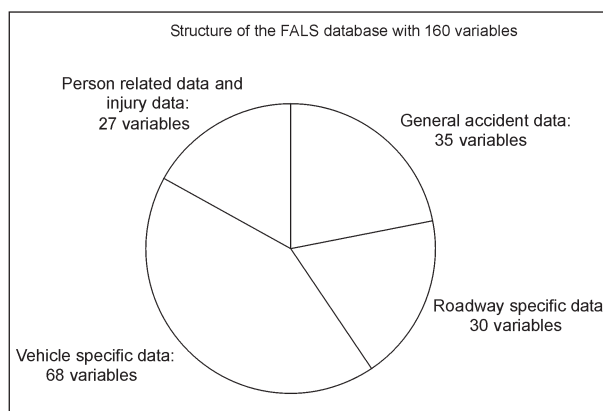 Structure of the FALS database with 160 variables
Person related data and
injury data:
27 variables
General accident data:
35 variables
Roadway specific data
30 variables
Vehicle specific data:
68 variables